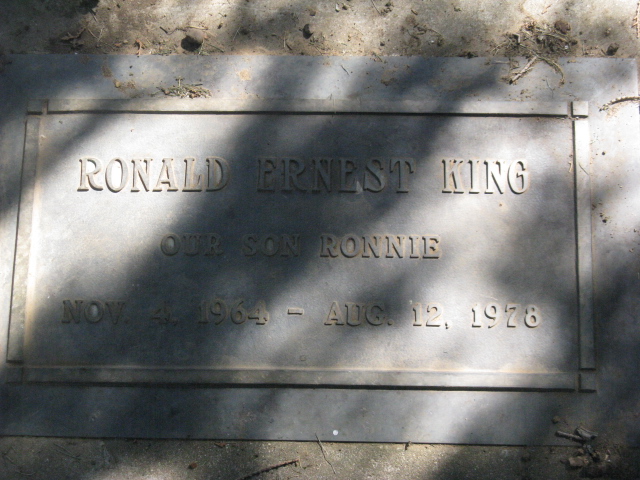 RONALD ERNEST KING
OUR SON RONNIE
NOV. 4, 1964 - AUG. 12, 1978